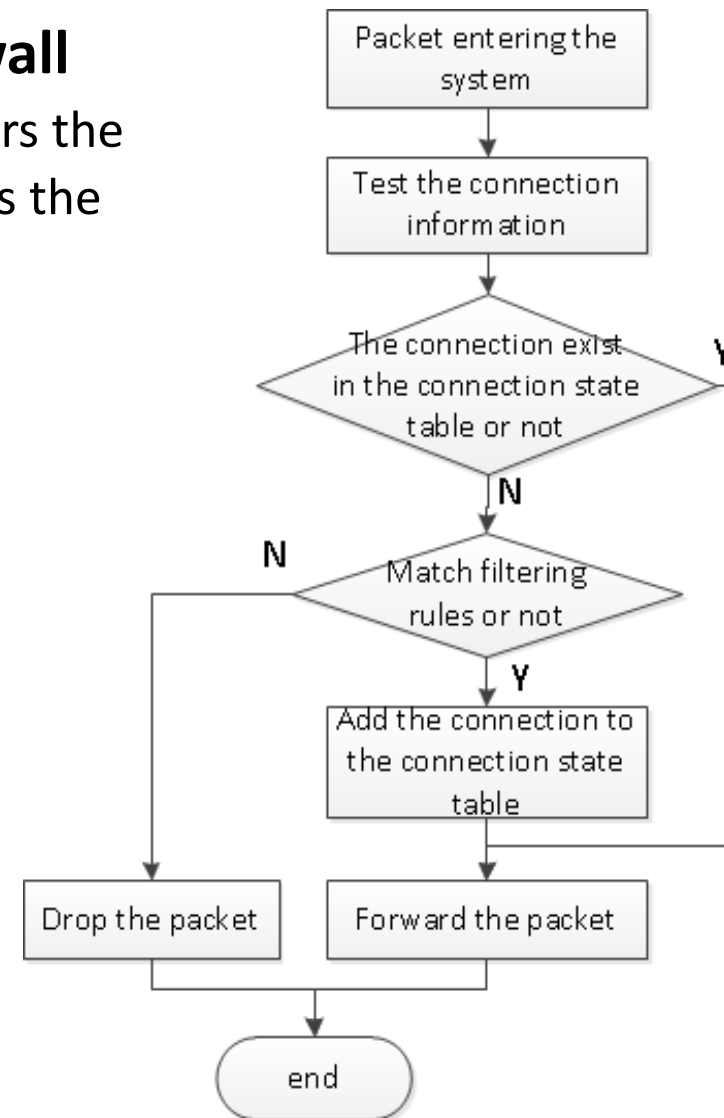 rs the
s the
Packet entering the
system
Test the connection
information
The connection exist
in the connection state
table or not
N
N
Match filtering
rules or not
Y
Add the connection to
the connection state
table
Drop the packet
Forward the packet
end